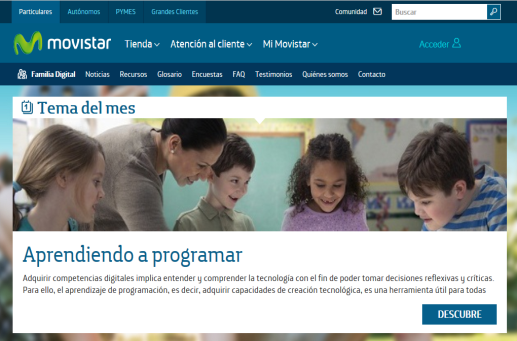 Particulares Autónomos PYMES Grandes Clientes Comunidad Buscar
movistar Tienda Atención al cliente Mi Movistar Acceder
Familia Digital Noticias Recursos Glosario Encuestas FAQ Testimonios Quiénes somos Contacto
1 Tema del mes
Aprendiendo a programar
Adquirir competencias digitales implica entender y comprender la tecnología con el fin de poder tomar decisiones reflexivas y críticas.
Para ello, el aprendizaje de programación, es decir, adquirir capacidades de creación tecnológica, es una herramienta útil para todas
DESCUBRE